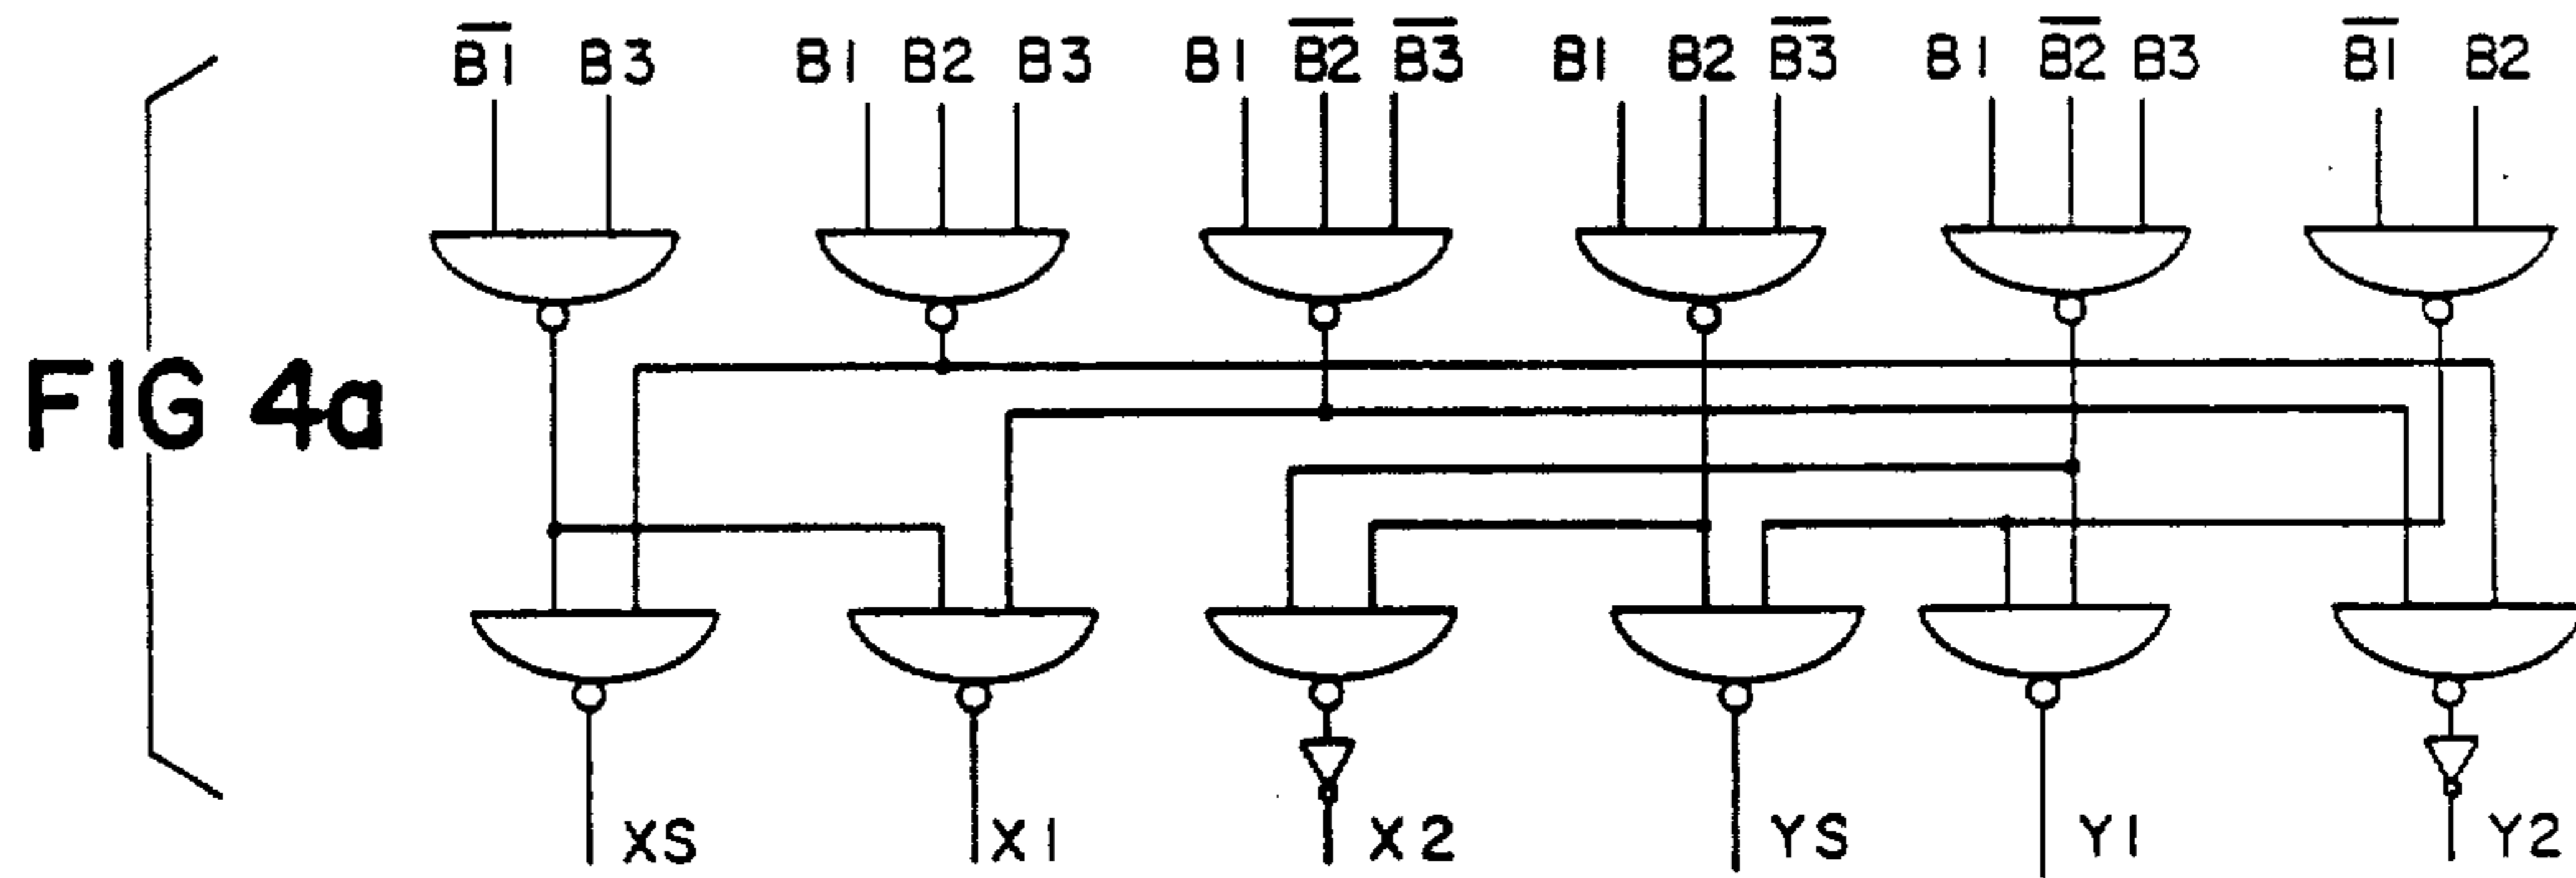 B̅1̅ B3 B1 B2 B3 B1 B̅2̅ B̅3̅ B1 B2 B̅3̅ B1 B̅2̅ B3 B̅1̅ B2
FIG 4a
XS X1 X2 YS Y1 Y2